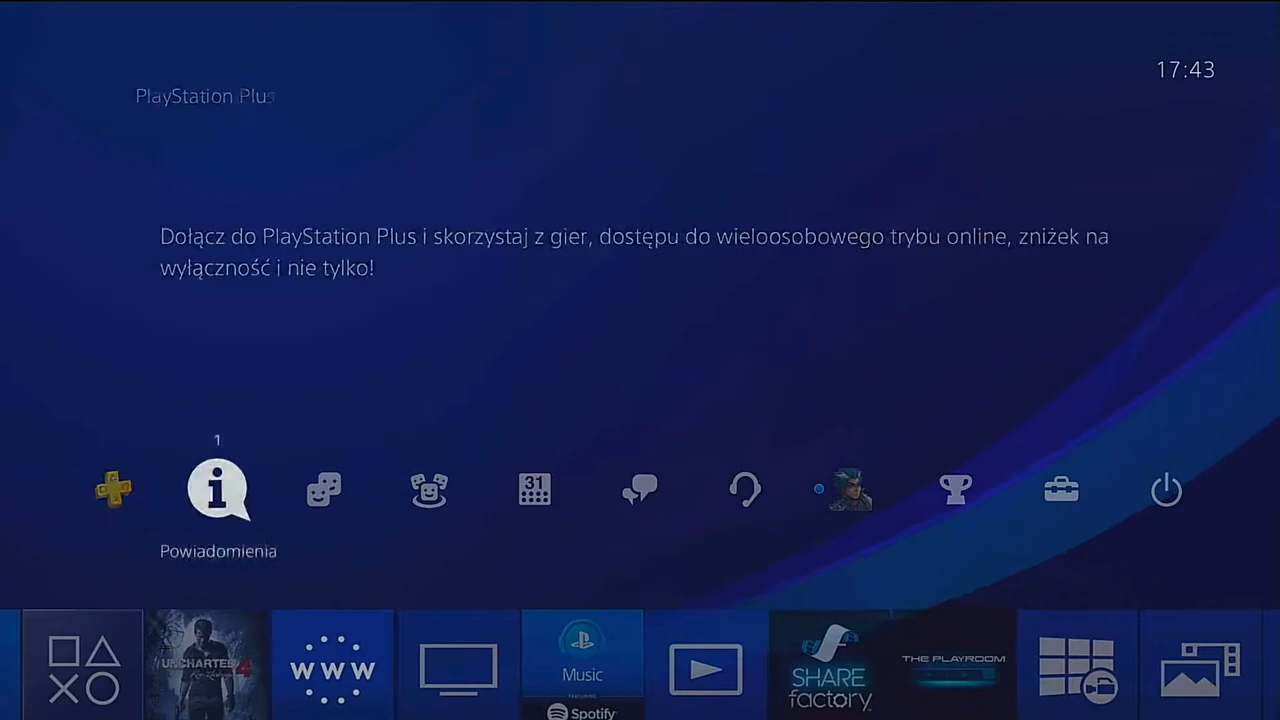 17:43
PlayStation Plus
Dołącz do PlayStation Plus i skorzystaj z gier, dostępu do wieloosobowego trybu online, zniżek na
wyłączność i nie tylko!
1
31
Powiadomienia
UNCHARTED 4
www
Music
FEATURING
Spotify
SHARE
factory
THE PLAYROOM